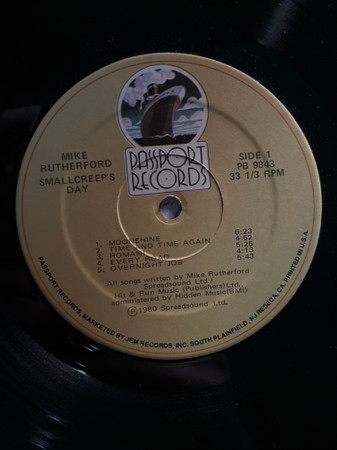 PASSPORT
RECORDS
MIKE
RUTHERFORD
SMALLCREEP'S
DAY
SIDE 1
PB 9843
33 1/3 RPM
1. MOONSHINE 6:23
2. TIME AND TIME AGAIN 4:52
3. ROMANI 5:25
4. EVERY ROAD 4:13
5. OVERNIGHT JOB 5:43
All songs written by Mike Rutherford
Spreadsound Ltd./
Hit & Run Music (Publishers) Ltd.
administered by Hidden Music (BMI)
℗ 1980 Spreadsound Ltd.
PASSPORT RECORDS, MARKETED BY JEM RECORDS, INC. SOUTH PLAINFIELD, NJ RESEDA, CA. PRINTED IN U.S.A.